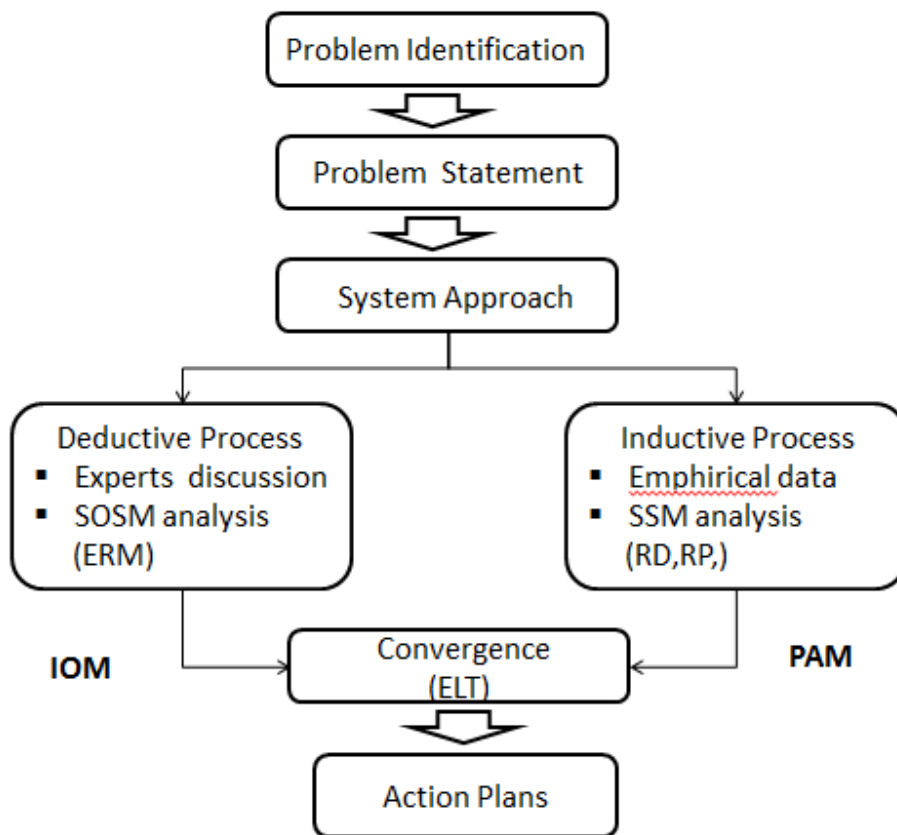 Problem Identification
Problem Statement
System Approach
Deductive Process
▪ Experts discussion
▪ SOSM analysis
(ERM)
Inductive Process
▪ Emphirical data
▪ SSM analysis
(RD,RP,)
IOM
Convergence
(ELT)
PAM
Action Plans